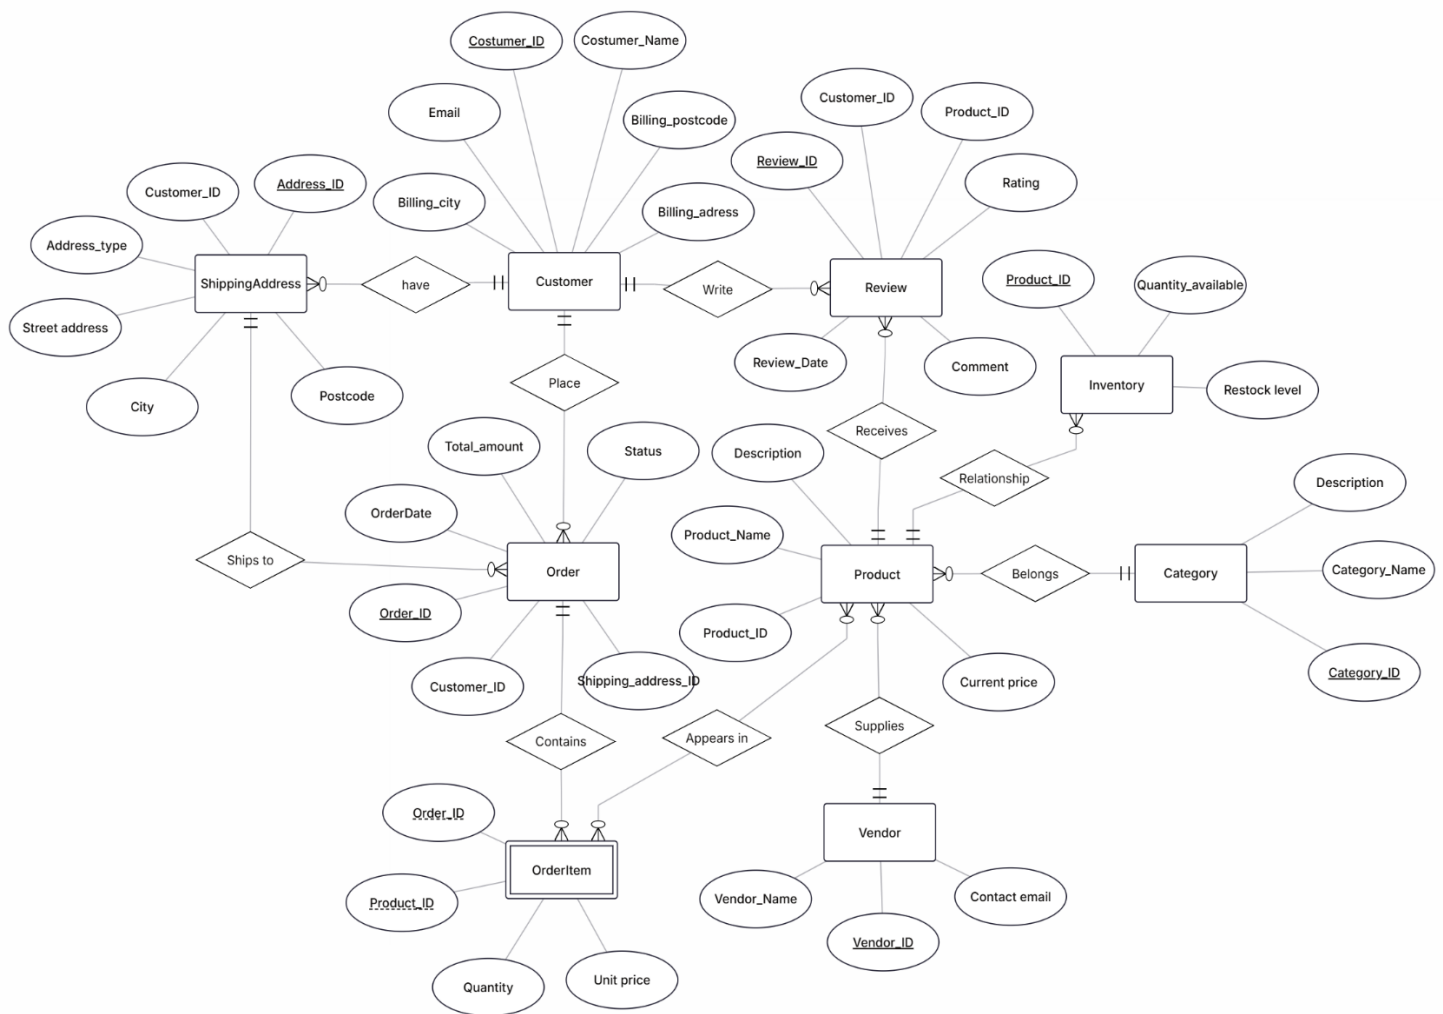 Costumer_ID
Costumer_Name
Email
Billing_postcode
Customer_ID
Product_ID
Review_ID
Rating
Customer_ID
Address_ID
Billing_city
Billing_adress
Address_type
ShippingAddress
have
Customer
Write
Review
Product_ID
Quantity_available
Street address
City
Postcode
Place
Review_Date
Comment
Inventory
Restock level
Receives
Total_amount
Status
Description
Relationship
Description
OrderDate
Product_Name
Ships to
Order
Product
Belongs
Category
Category_Name
Order_ID
Product_ID
Customer_ID
Shipping_address_ID
Current price
Category_ID
Contains
Appears in
Supplies
Order_ID
Vendor
OrderItem
Product_ID
Vendor_Name
Contact email
Vendor_ID
Quantity
Unit price